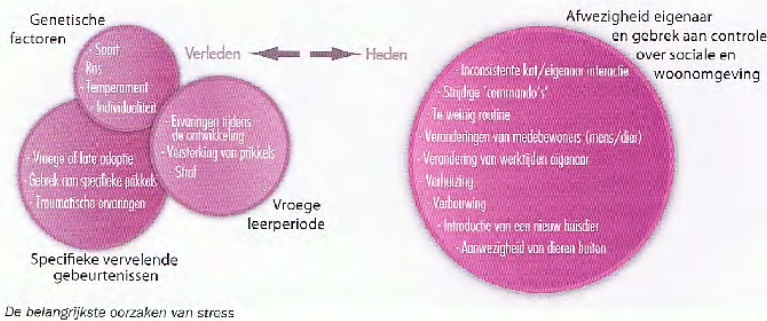 Genetische
factoren
- Soort
Ras
- Temperament
- Individualiteit
Verleden
Heden
- Ervaringen tijdens
de ontwikkeling
- Versterking van prikkels
- Straf
Vroege
leerperiode
- Vroege of late adoptie
- Gebrek aan specifieke prikkels
- Traumatische ervaringen
Specifieke vervelende
gebeurtenissen
Afwezigheid eigenaar
en gebrek aan controle
over sociale en
woonomgeving
- Inconsistente kat/eigenaar interactie
- Strijdige 'commando's'
Te weinig routine
- Veranderingen van medebewoners (mens/dier)
- Verandering van werktijden eigenaar
- Verhuizing
- Verbouwing
- Introductie van een nieuw huisdier
- Aanwezigheid van dieren buiten
De belangrijkste oorzaken van stress